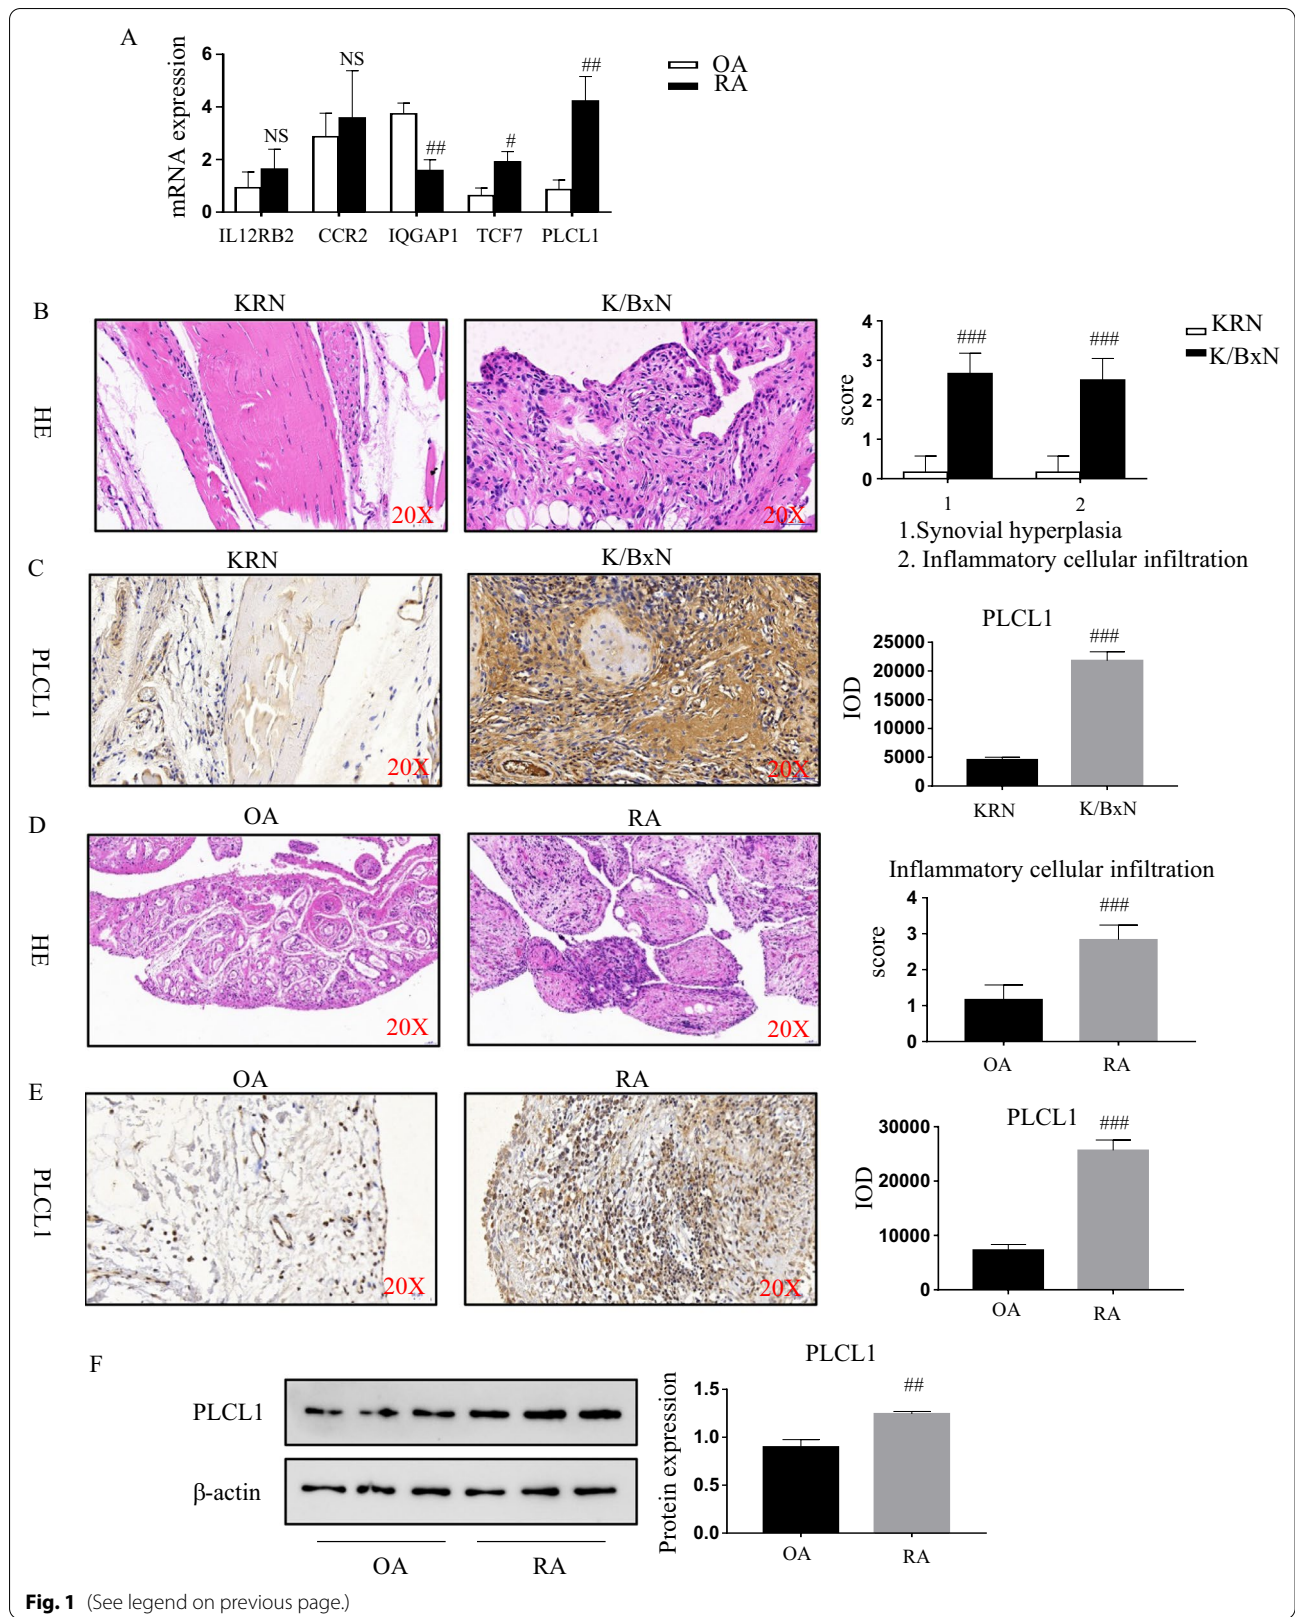 A
mRNA expression
6
4
2
0
NS
NS
##
#
##
IL12RB2 CCR2 IQGAP1 TCF7 PLCL1
OA
RA
B
KRN
K/BxN
HE
20X
20X
score
4
3
2
1
0
###
###
1 2
KRN
K/BxN
1.Synovial hyperplasia
2. Inflammatory cellular infiltration
C
KRN
K/BxN
PLCL1
20X
20X
PLCL1
IOD
25000
20000
15000
10000
5000
0
###
KRN K/BxN
D
OA
RA
HE
20X
20X
Inflammatory cellular infiltration
score
4
3
2
1
0
###
OA RA
E
OA
RA
PLCL1
20X
20X
PLCL1
IOD
30000
20000
10000
0
###
OA RA
F
PLCL1
β-actin
OA RA
PLCL1
Protein expression
1.5
1.0
0.5
0.0
##
OA RA
Fig. 1 (See legend on previous page.)